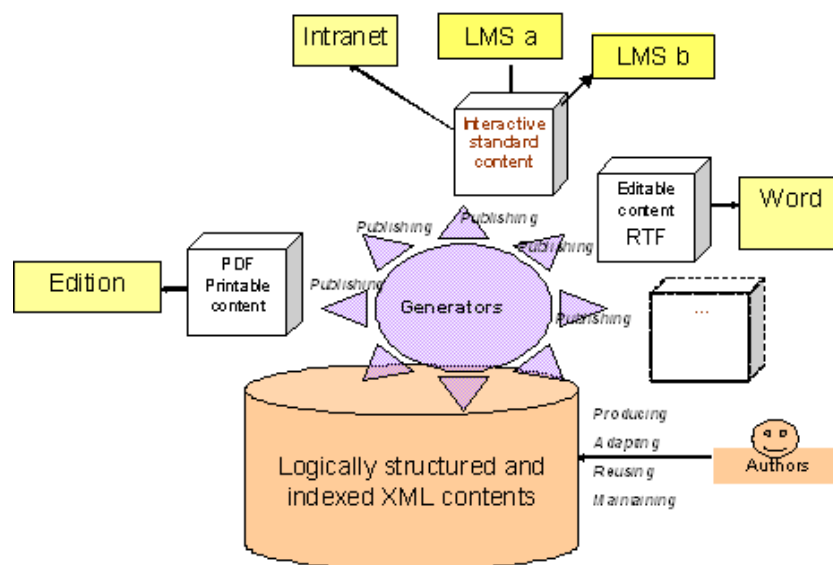 Intranet
LMS a
LMS b
Interactive
standard
content
Editable
content
RTF
Word
Publishing
Publishing
Publishing
PDF
Printable
content
Edition
Publishing
Generators
Publishing
...
Logically structured and
indexed XML contents
Producing
Adapting
Reusing
Maintaining
Authors